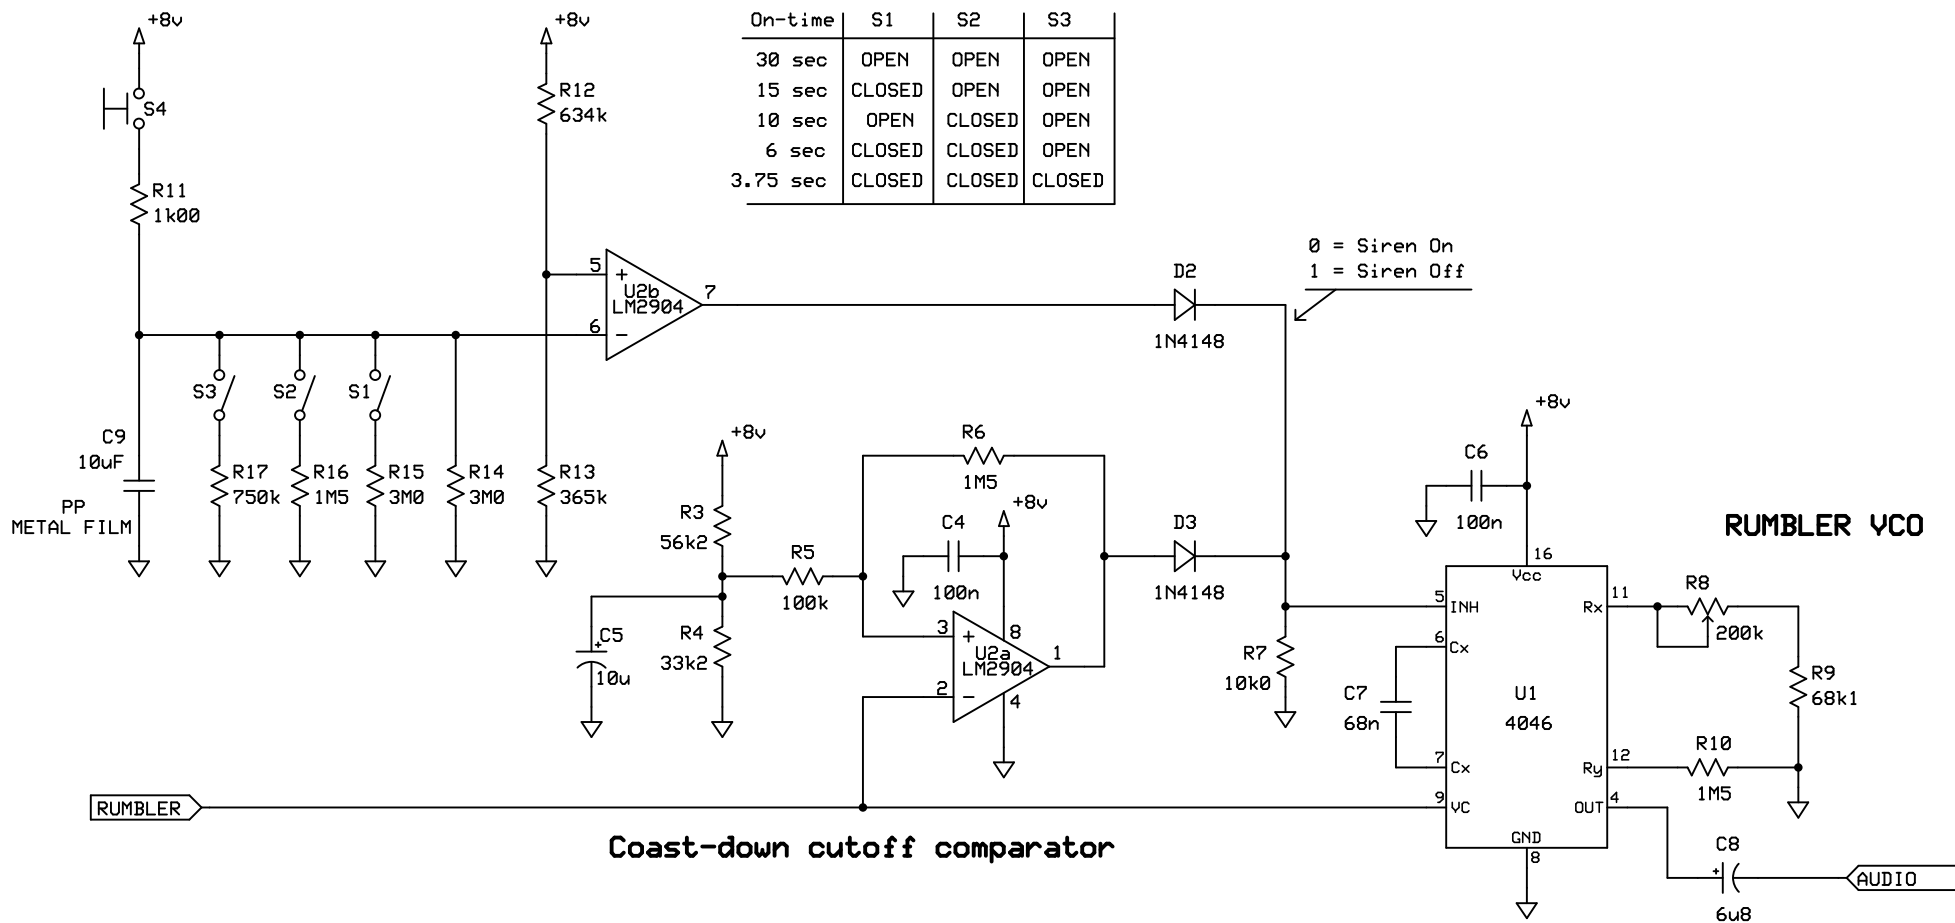 +8v
+8v
On-time S1 S2 S3
30 sec OPEN OPEN OPEN
15 sec CLOSED OPEN OPEN
10 sec OPEN CLOSED OPEN
6 sec CLOSED CLOSED OPEN
3.75 sec CLOSED CLOSED CLOSED
S4
R12
634k
R11
1k00
0 = Siren On
1 = Siren Off
5
+
U2b
LM2904
7
6
−
D2
1N4148
S3
S2
S1
C9
10uF
PP
METAL FILM
R17
750k
R16
1M5
R15
3M0
R14
3M0
R13
365k
+8v
R3
56k2
R5
100k
R6
1M5
+8v
C4
100n
D3
1N4148
C5
+
10u
R4
33k2
3
+
8
U2a
LM2904
1
2
−
4
R7
10k0
+8v
C6
100n
RUMBLER VCO
16
Vcc
5
INH
6
Cx
C7
68n
7
Cx
9
VC
U1
4046
11
Rx
R8
200k
R9
68k1
12
Ry
R10
1M5
4
OUT
GND
8
C8
+
6u8
AUDIO
RUMBLER
Coast-down cutoff comparator